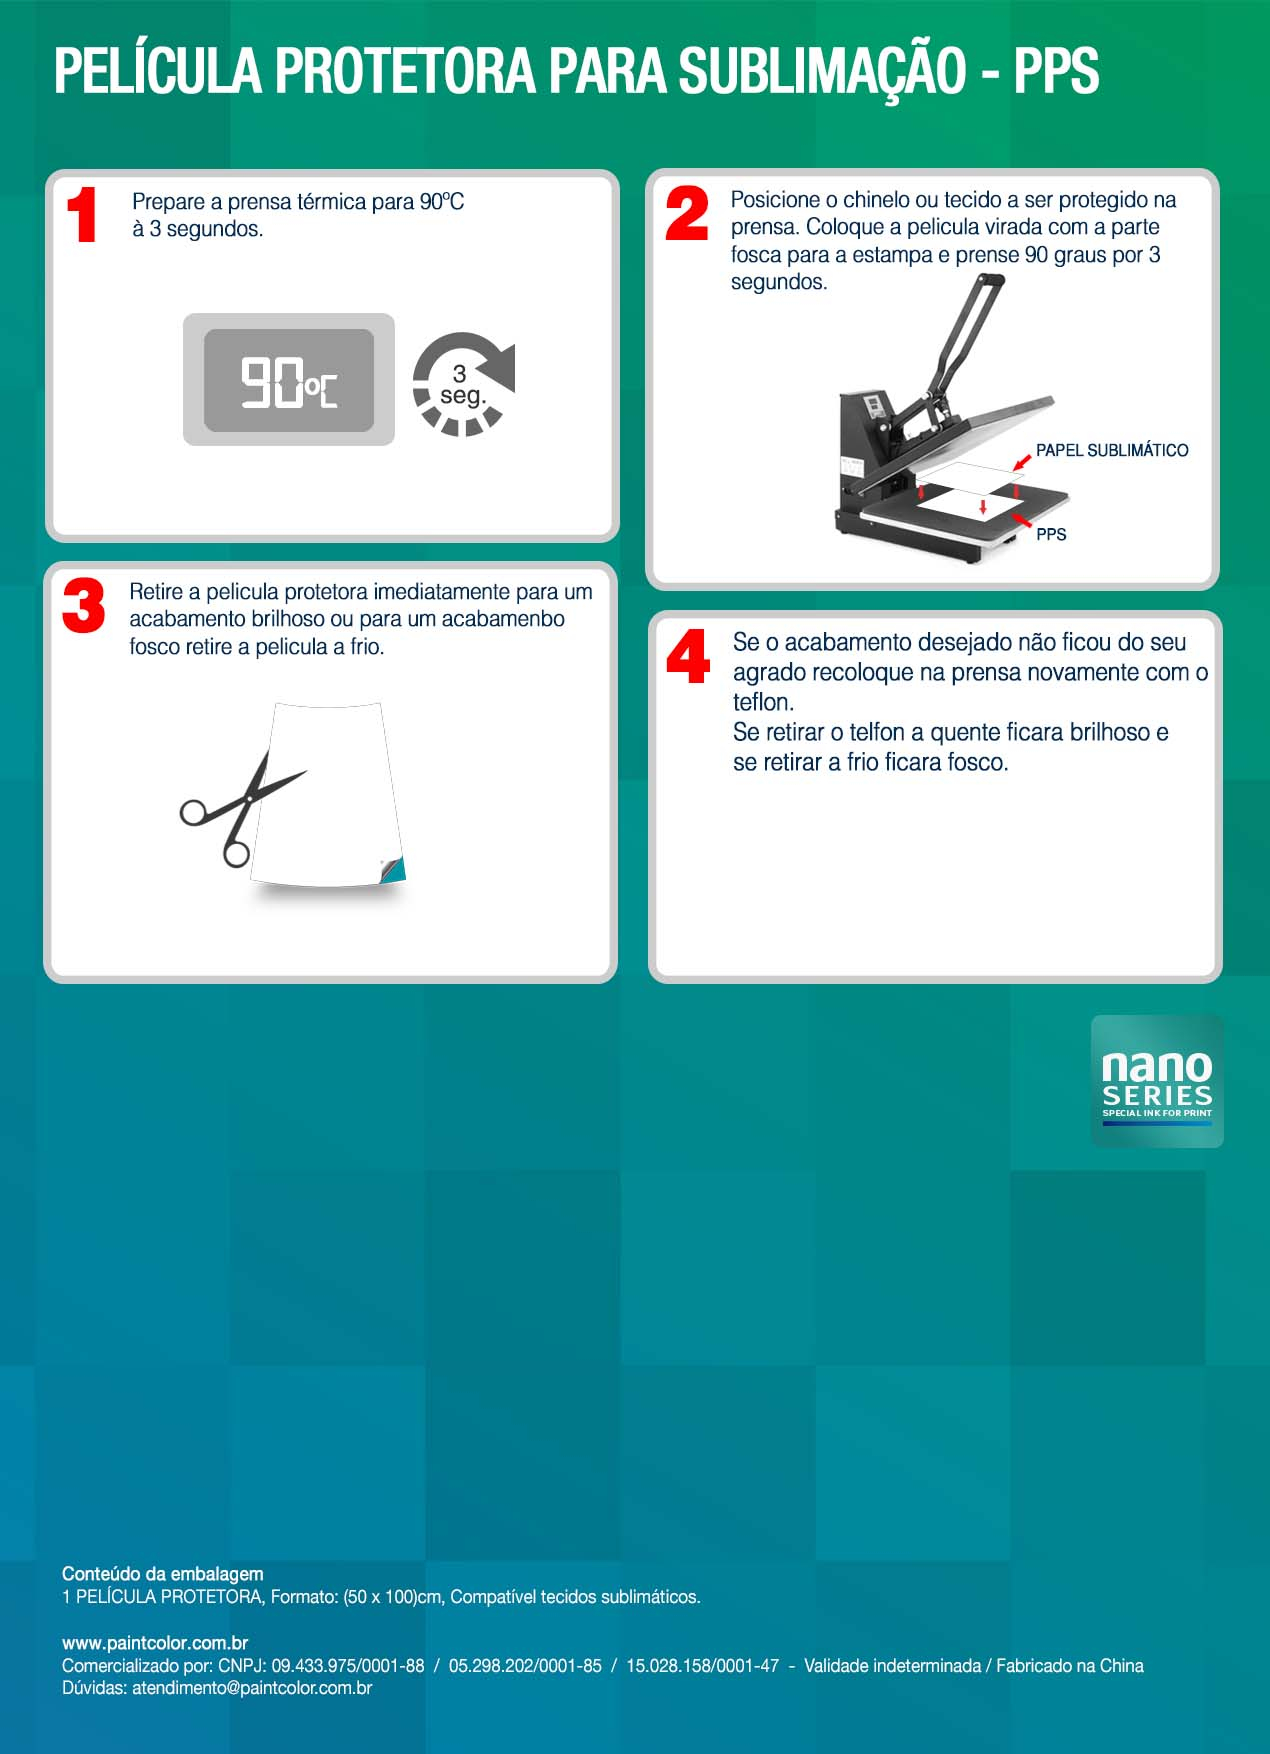 PELÍCULA PROTETORA PARA SUBLIMAÇÃO - PPS
1
Prepare a prensa térmica para 90ºC
à 3 segundos.
90ºC
3
seg.
2
Posicione o chinelo ou tecido a ser protegido na
prensa. Coloque a pelicula virada com a parte
fosca para a estampa e prense 90 graus por 3
segundos.
PAPEL SUBLIMÁTICO
PPS
3
Retire a pelicula protetora imediatamente para um
acabamento brilhoso ou para um acabamenbo
fosco retire a pelicula a frio.
4
Se o acabamento desejado não ficou do seu
agrado recoloque na prensa novamente com o
teflon.
Se retirar o telfon a quente ficara brilhoso e
se retirar a frio ficara fosco.
nano
SERIES
SPECIAL INK FOR PRINT
Conteúdo da embalagem
1 PELÍCULA PROTETORA, Formato: (50 x 100)cm, Compatível tecidos sublimáticos.
www.paintcolor.com.br
Comercializado por: CNPJ: 09.433.975/0001-88 / 05.298.202/0001-85 / 15.028.158/0001-47 - Validade indeterminada / Fabricado na China
Dúvidas: atendimento@paintcolor.com.br